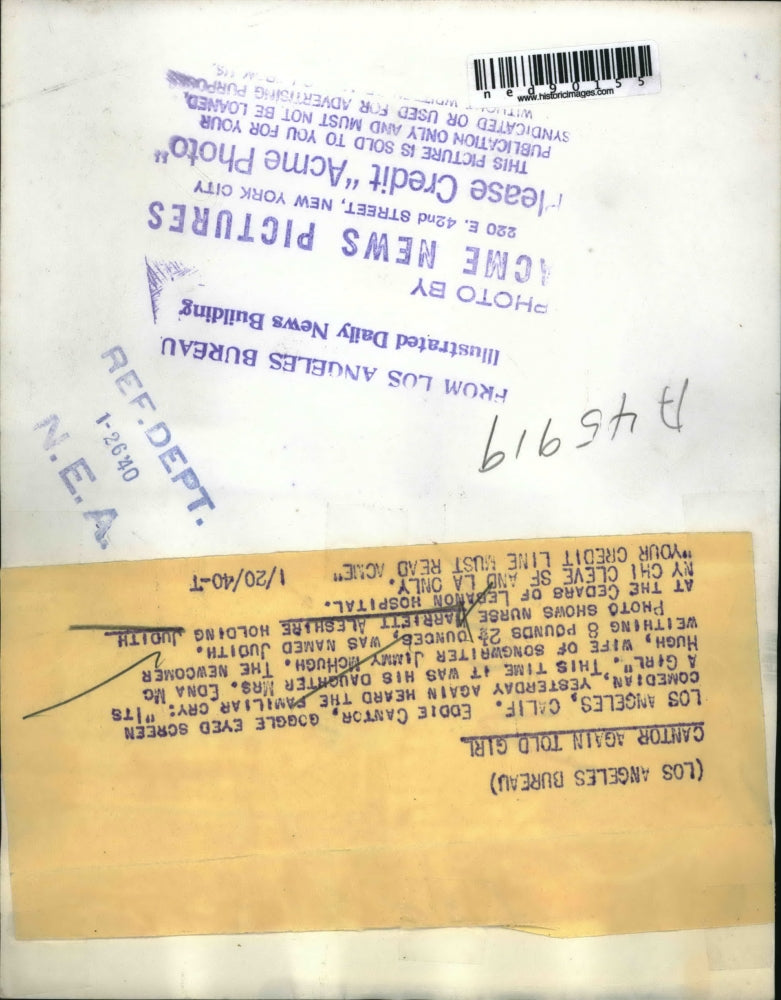 ned90155
www.historicimages.com
(LOS ANGELES BUREAU)
CANTOR AGAIN TOLD GIRL
LOS ANGELES, CALIF. EDDIE CANTOR, GOGGLE EYED SCREEN
COMEDIAN, YESTERDAY AGAIN HEARD THE FAMILIAR CRY: "ITS
A GIRL". THIS TIME IT WAS HIS DAUGHTER MRS. EDNA MC
HUGH, WIFE OF SONGWRITER JIMMY MCHUGH. THE NEWCOMER
WEITHING 8 POUNDS 2½ OUNCES, WAS NAMED JUDITH.
PHOTO SHOWS NURSE HARRIETT ALESHIRE HOLDING JUDITH
AT THE CEDARS OF LEBANON HOSPITAL.
NY CHI CLEVE SF AND LA ONLY.
"YOUR CREDIT LINE MUST READ ACME" 1/20/40-T
A45919
REF. DEPT.
1-26'40
N.E.A.
FROM LOS ANGELES BUREAU
Illustrated Daily News Building
PHOTO BY
ACME NEWS PICTURES
220 E. 42nd STREET, NEW YORK CITY
Please Credit "Acme Photo"
THIS PICTURE IS SOLD TO YOU FOR YOUR
PUBLICATION ONLY AND MUST NOT BE LOANED,
SYNDICATED OR USED FOR ADVERTISING PURPOSES
WITHOUT